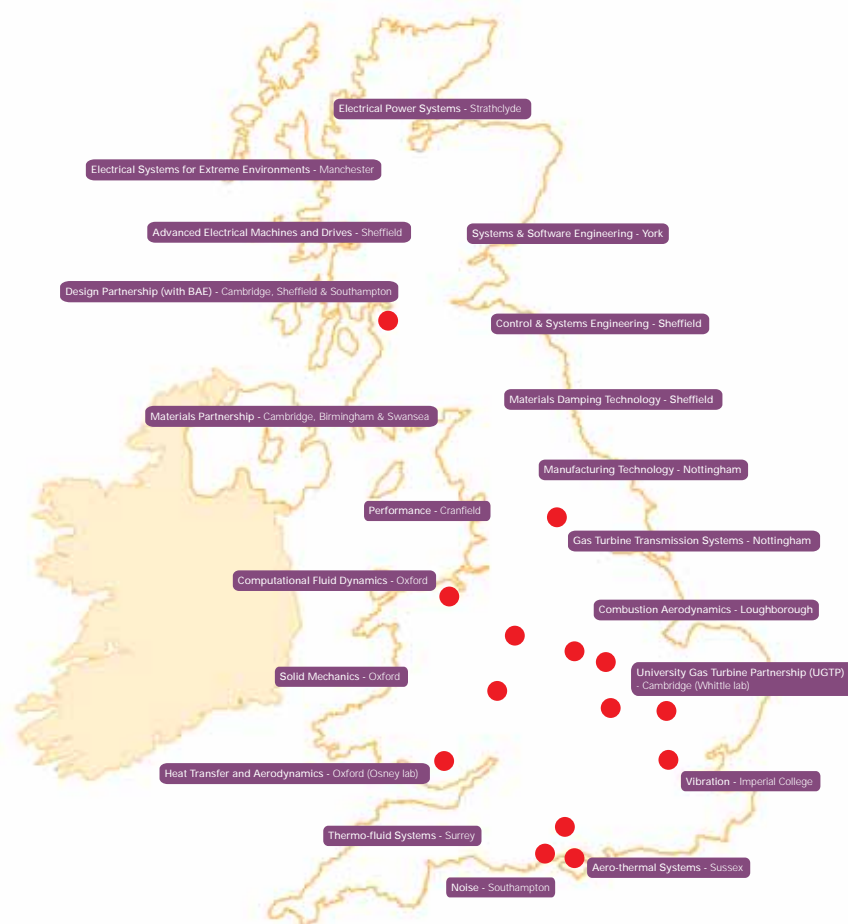 Electrical Power Systems - Strathclyde
Electrical Systems for Extreme Environments - Manchester
Advanced Electrical Machines and Drives - Sheffield
Systems & Software Engineering - York
Design Partnership (with BAE) - Cambridge, Sheffield & Southampton
Control & Systems Engineering - Sheffield
Materials Damping Technology - Sheffield
Materials Partnership - Cambridge, Birmingham & Swansea
Manufacturing Technology - Nottingham
Performance - Cranfield
Gas Turbine Transmission Systems - Nottingham
Computational Fluid Dynamics - Oxford
Combustion Aerodynamics - Loughborough
Solid Mechanics - Oxford
University Gas Turbine Partnership (UGTP)
- Cambridge (Whittle lab)
Heat Transfer and Aerodynamics - Oxford (Osney lab)
Vibration - Imperial College
Thermo-fluid Systems - Surrey
Aero-thermal Systems - Sussex
Noise - Southampton